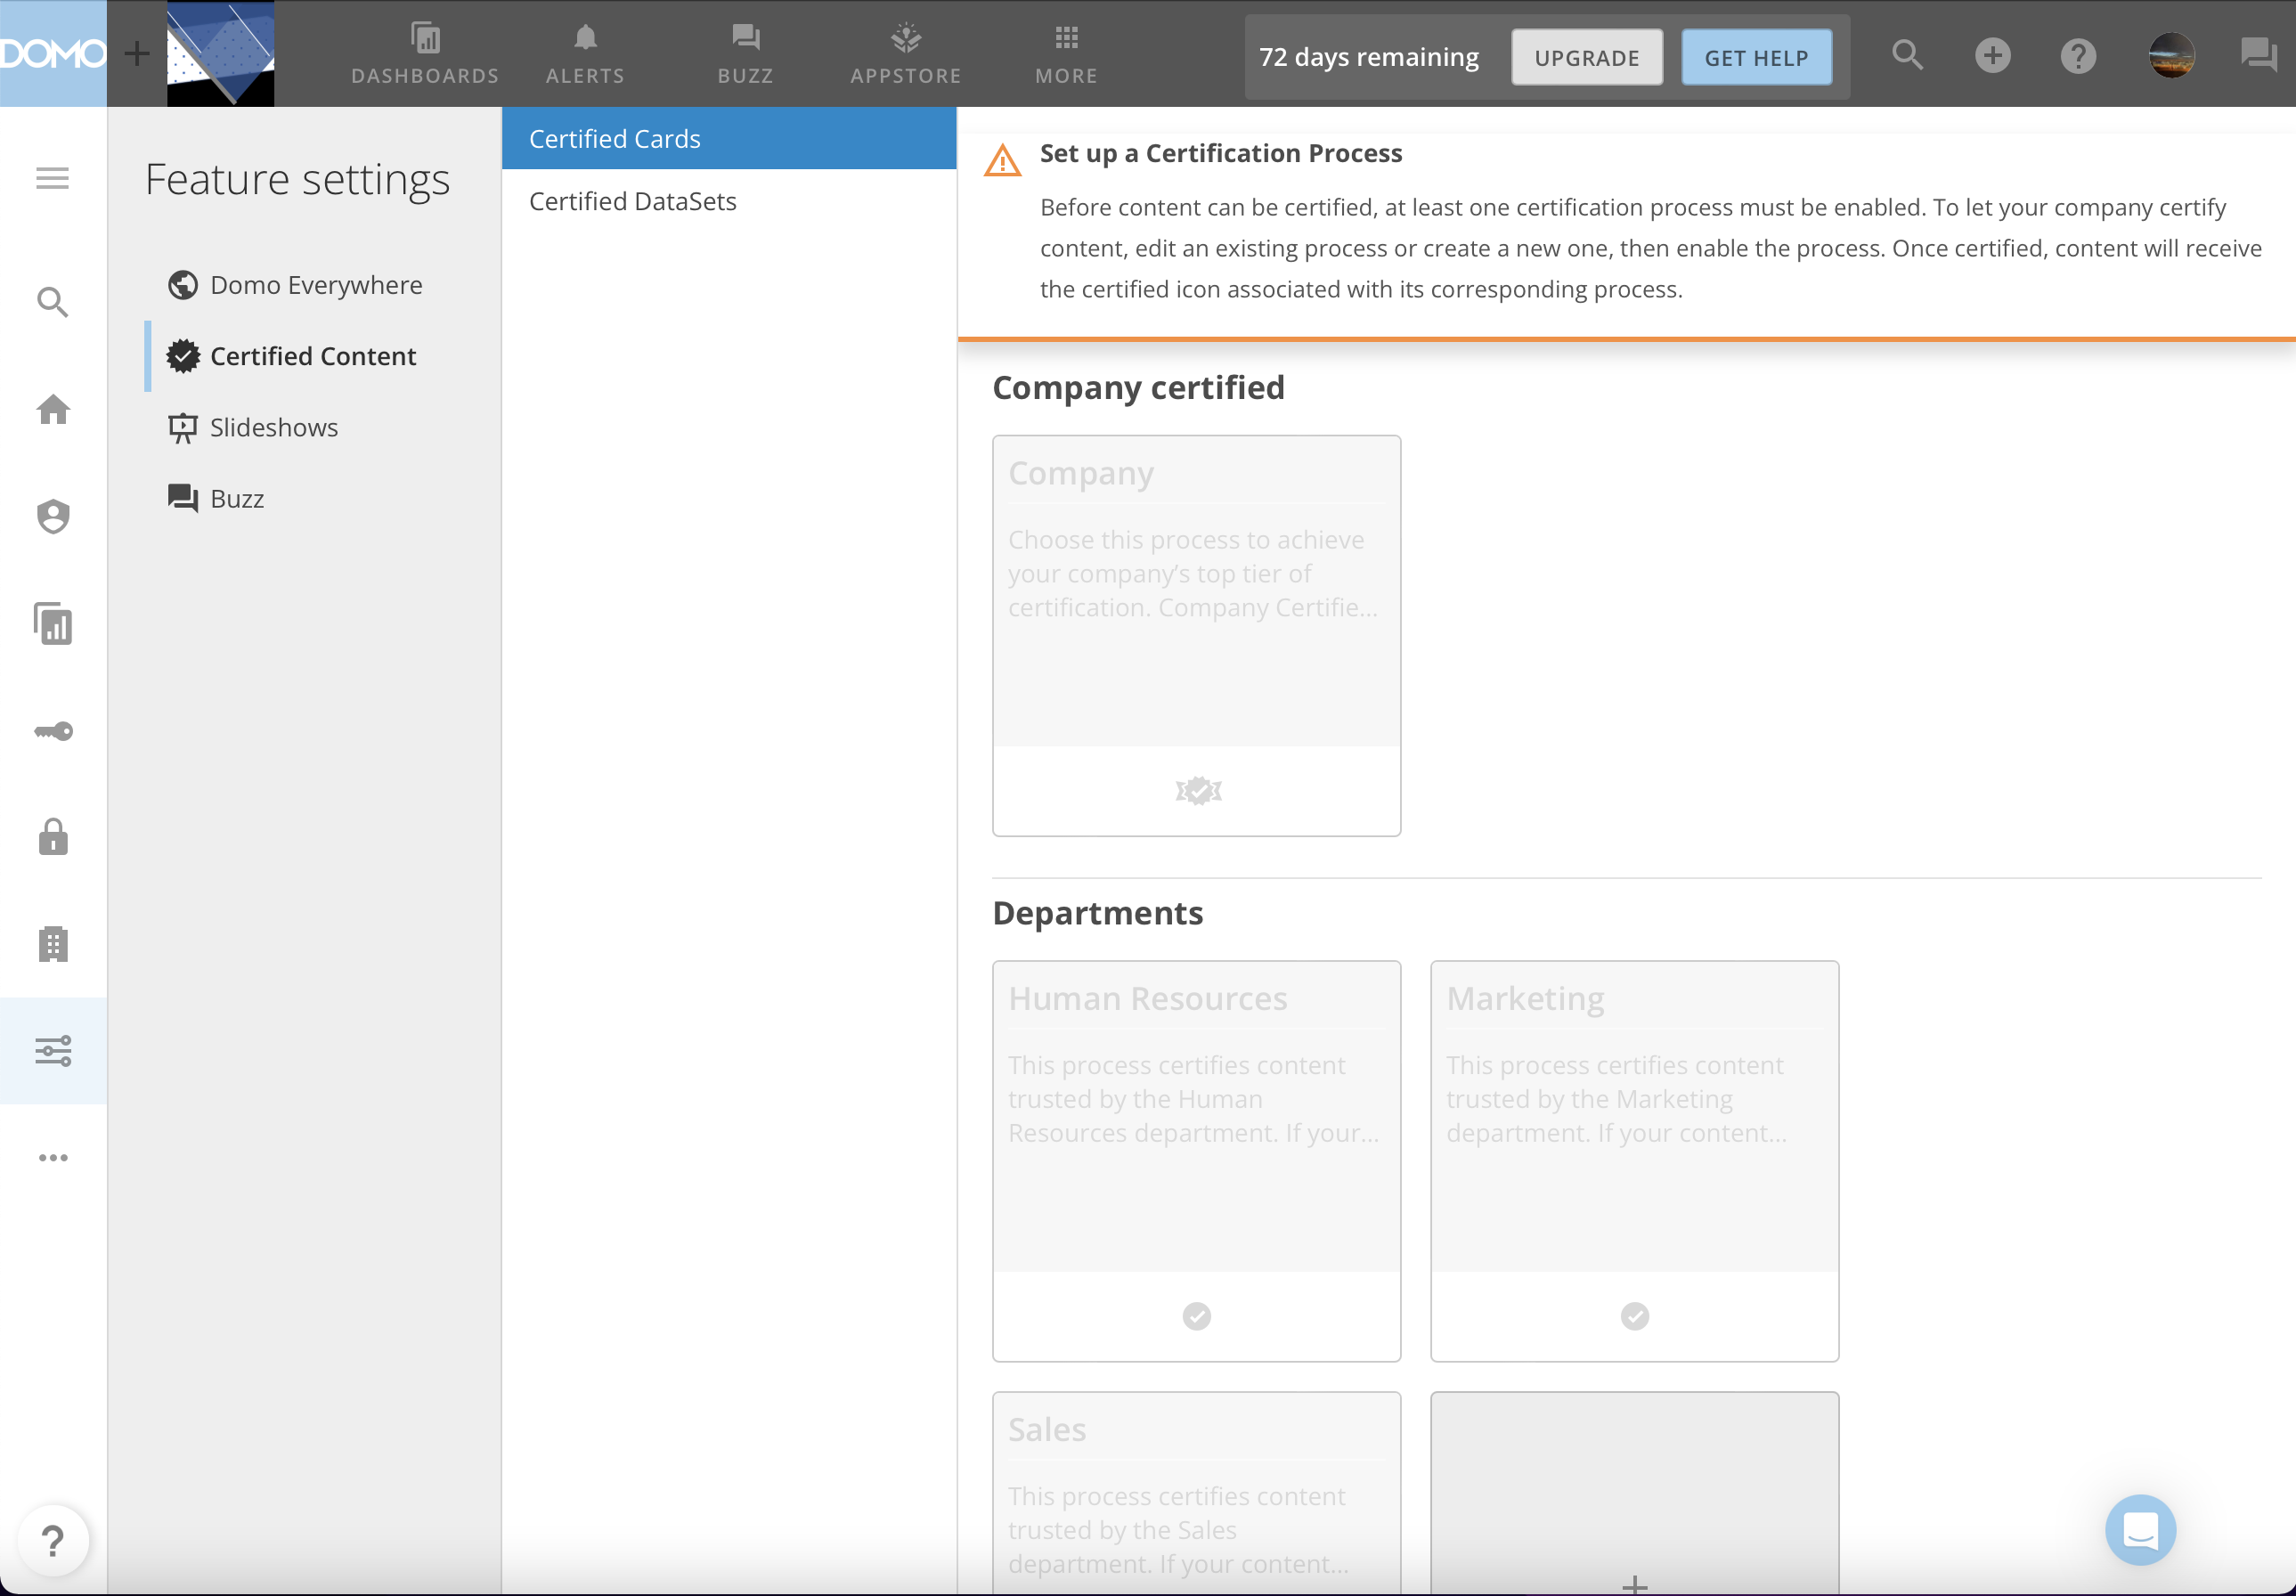 DOMO
DASHBOARDS
ALERTS
BUZZ
APPSTORE
MORE
72 days remaining
UPGRADE
GET HELP
Feature settings
Domo Everywhere
Certified Content
Slideshows
Buzz
Certified Cards
Certified DataSets
Set up a Certification Process
Before content can be certified, at least one certification process must be enabled. To let your company certify
content, edit an existing process or create a new one, then enable the process. Once certified, content will receive
the certified icon associated with its corresponding process.
Company certified
Company
Choose this process to achieve
your company’s top tier of
certification. Company Certifie...
Departments
Human Resources
This process certifies content
trusted by the Human
Resources department. If your...
Marketing
This process certifies content
trusted by the Marketing
department. If your content...
Sales
This process certifies content
trusted by the Sales
department. If your content...